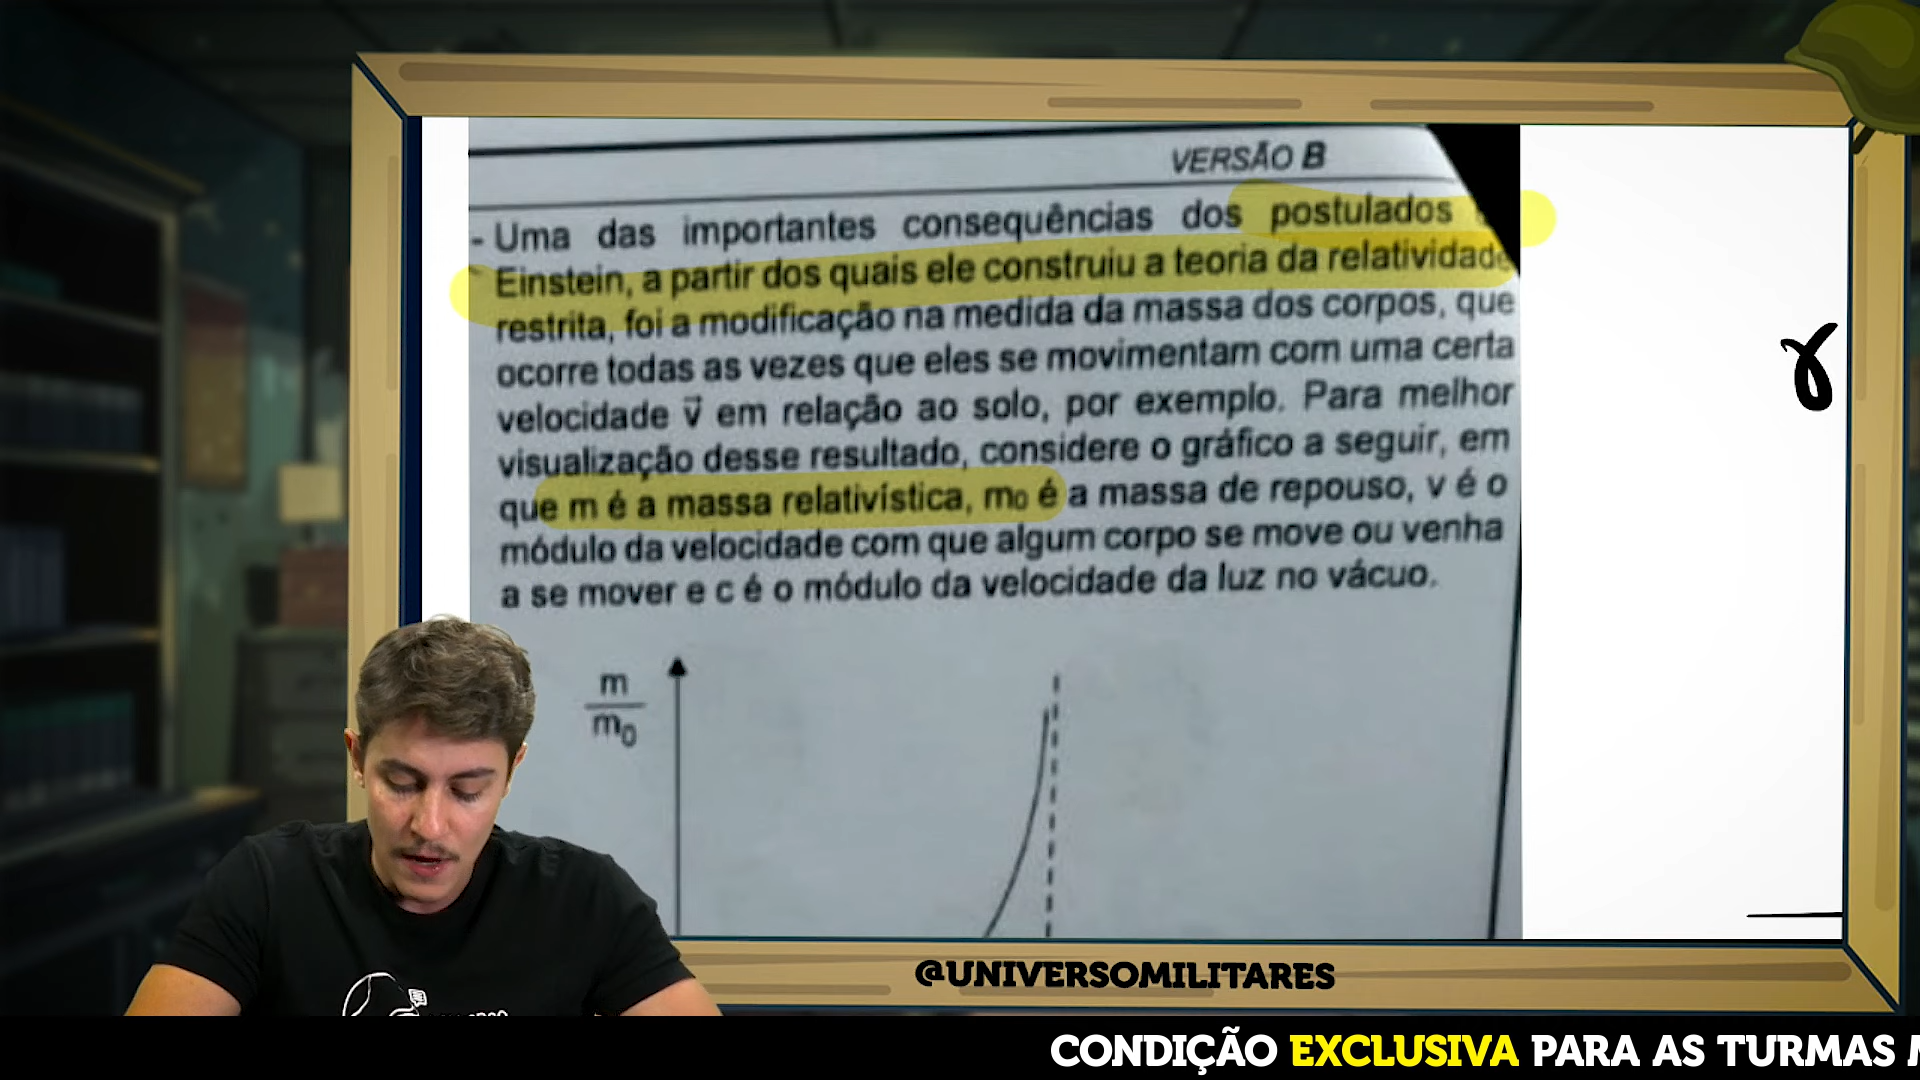 VERSÃO B
- Uma das importantes consequências dos postulados
Einstein, a partir dos quais ele construiu a teoria da relatividade
restrita, foi a modificação na medida da massa dos corpos, que
ocorre todas as vezes que eles se movimentam com uma certa
velocidade v⃗ em relação ao solo, por exemplo. Para melhor
visualização desse resultado, considere o gráfico a seguir, em
que m é a massa relativística, m₀ é a massa de repouso, v é o
módulo da velocidade com que algum corpo se move ou venha
a se mover e c é o módulo da velocidade da luz no vácuo.
γ
m
m₀
@UNIVERSOMILITARES
CONDIÇÃO EXCLUSIVA PARA AS TURMAS